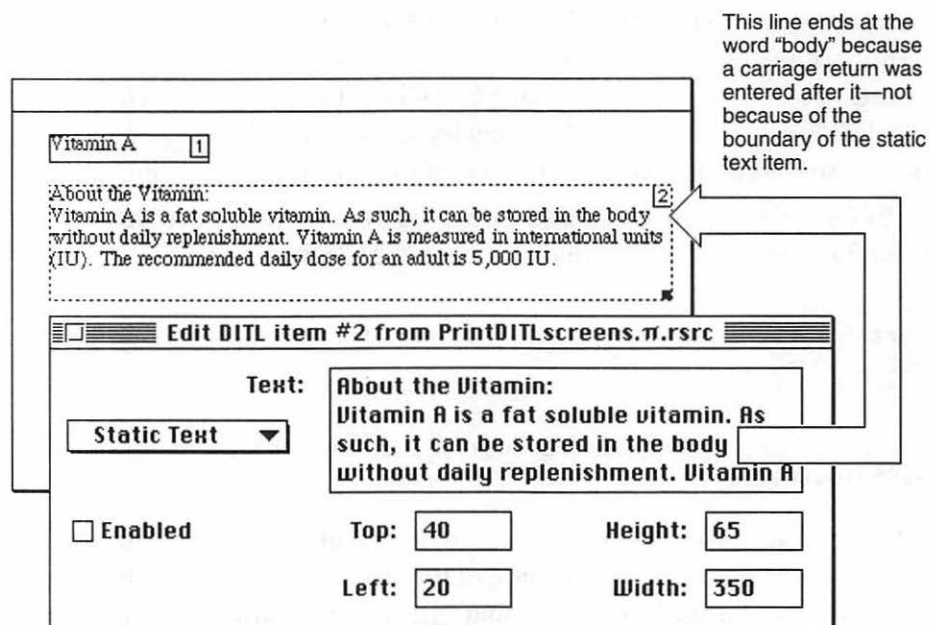 This line ends at the
word “body” because
a carriage return was
entered after it—not
because of the
boundary of the static
text item.
Vitamin A 1
About the Vitamin: 2
Vitamin A is a fat soluble vitamin. As such, it can be stored in the body
without daily replenishment. Vitamin A is measured in international units
(IU). The recommended daily dose for an adult is 5,000 IU.
Edit DITL item #2 from PrintDITLscreens.π.rsrc
Text: About the Vitamin:
Vitamin A is a fat soluble vitamin. As
Static Text such, it can be stored in the body
without daily replenishment. Vitamin A
Enabled Top: 40 Height: 65
Left: 20 Width: 350